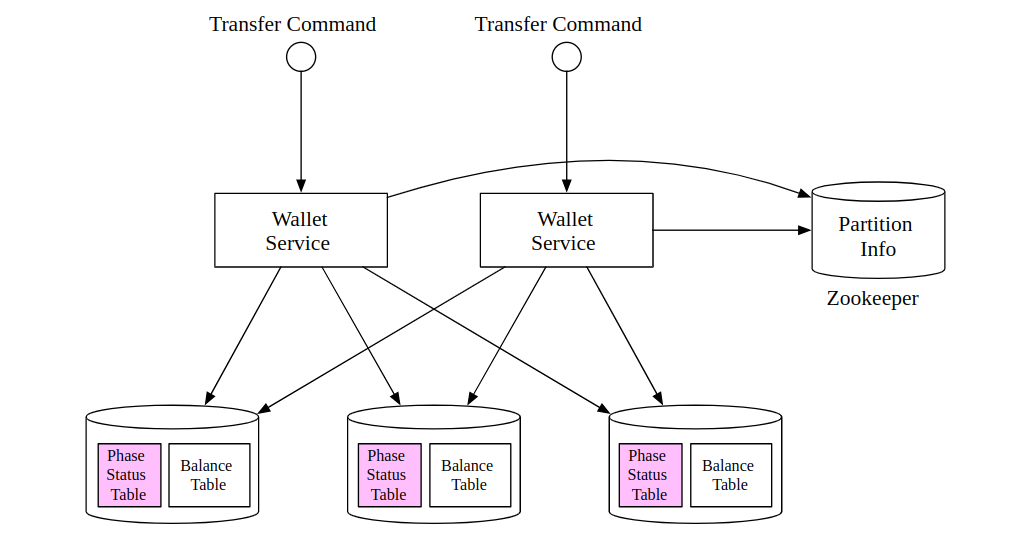 Transfer Command
Transfer Command
Wallet
Service
Wallet
Service
Partition
Info
Zookeeper
Phase
Status
Table
Balance
Table
Phase
Status
Table
Balance
Table
Phase
Status
Table
Balance
Table